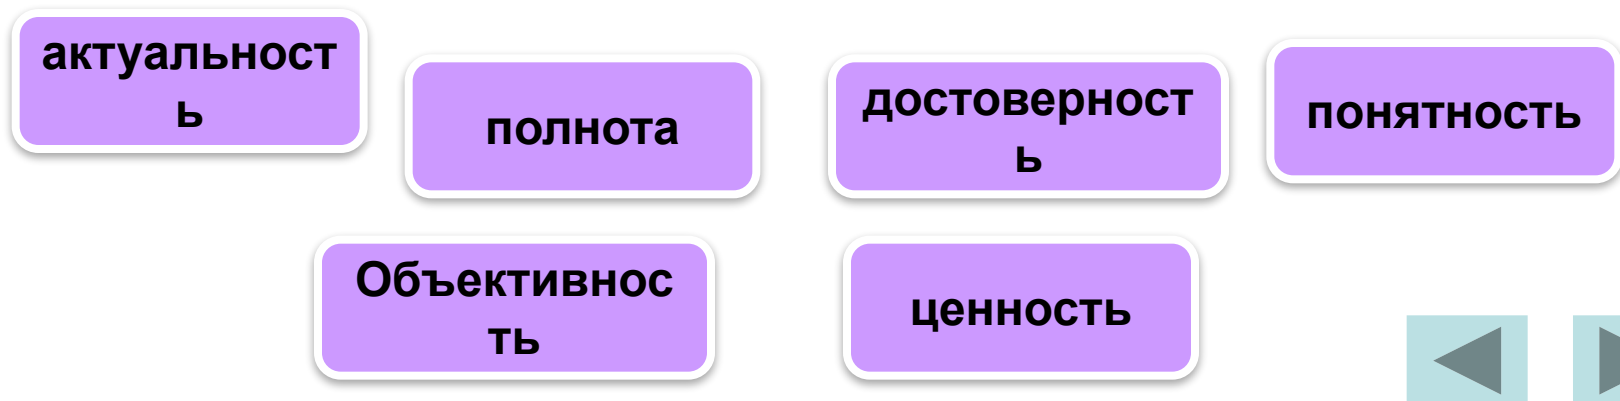 актуальност
ь
полнота
достоверност
ь
понятность
Объективнос
ть
ценность